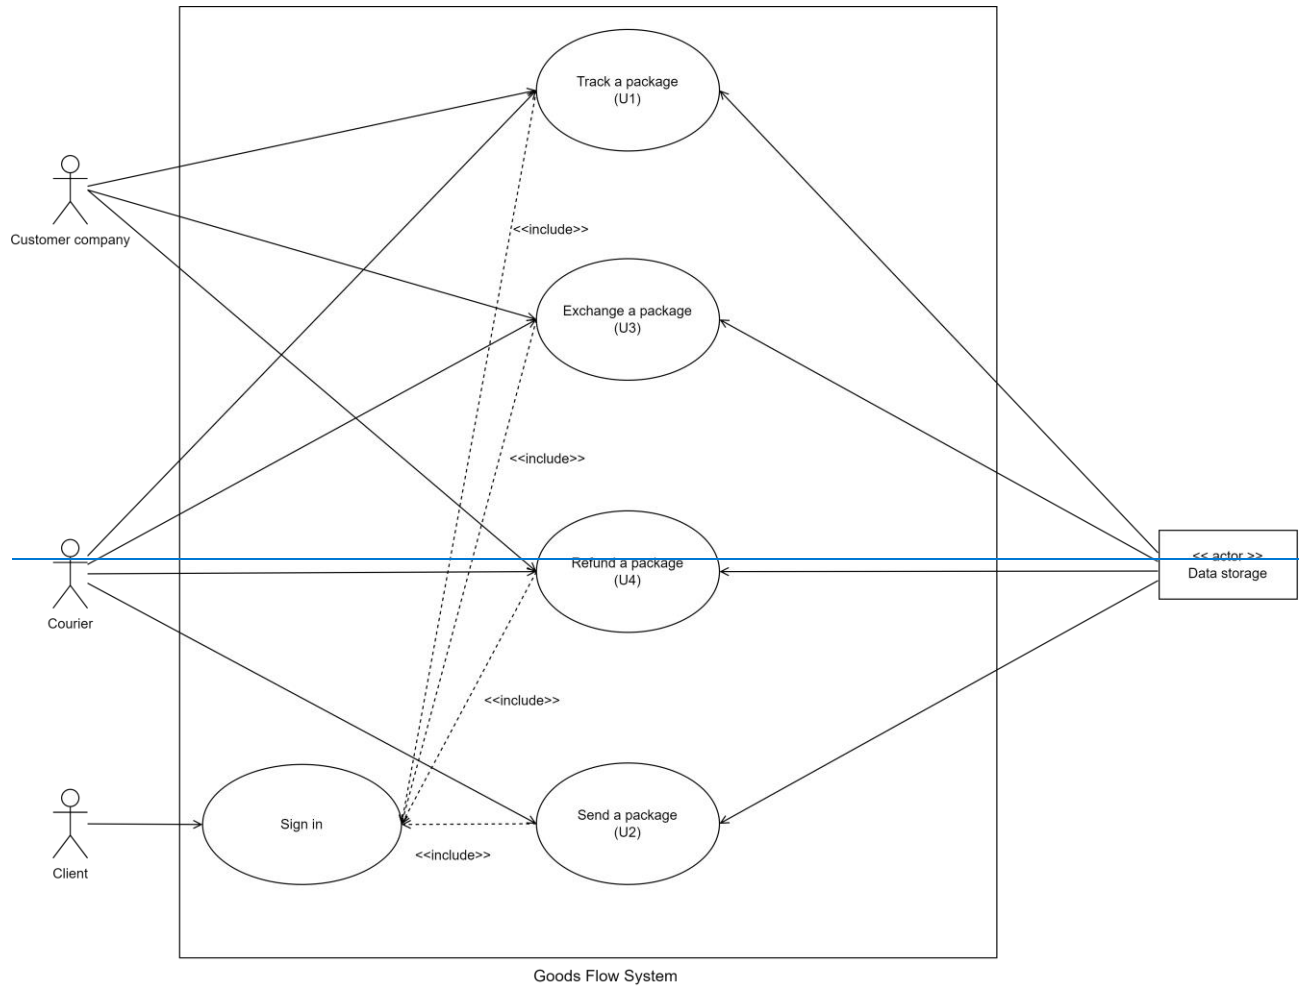 Track a package
(U1)
Customer company
<<include>>
Exchange a package
(U3)
<<include>>
Refund a package
(U4)
<< actor >>
Data storage
Courier
<<include>>
Sign in
Send a package
(U2)
<<include>>
Client
Goods Flow System